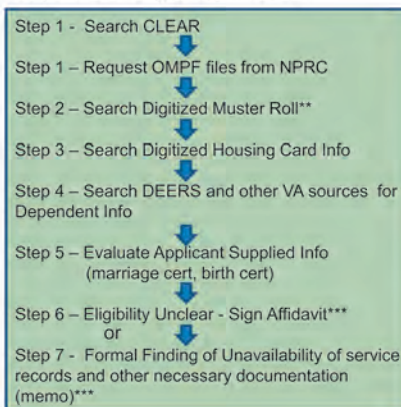 Step 1 - Search CLEAR
Step 1 – Request OMPF files from NPRC
Step 2 – Search Digitized Muster Roll**
Step 3 – Search Digitized Housing Card Info
Step 4 – Search DEERS and other VA sources for
Dependent Info
Step 5 – Evaluate Applicant Supplied Info
(marriage cert, birth cert)
Step 6 – Eligibility Unclear - Sign Affidavit***
or
Step 7 - Formal Finding of Unavailability of service
records and other necessary documentation
(memo)***